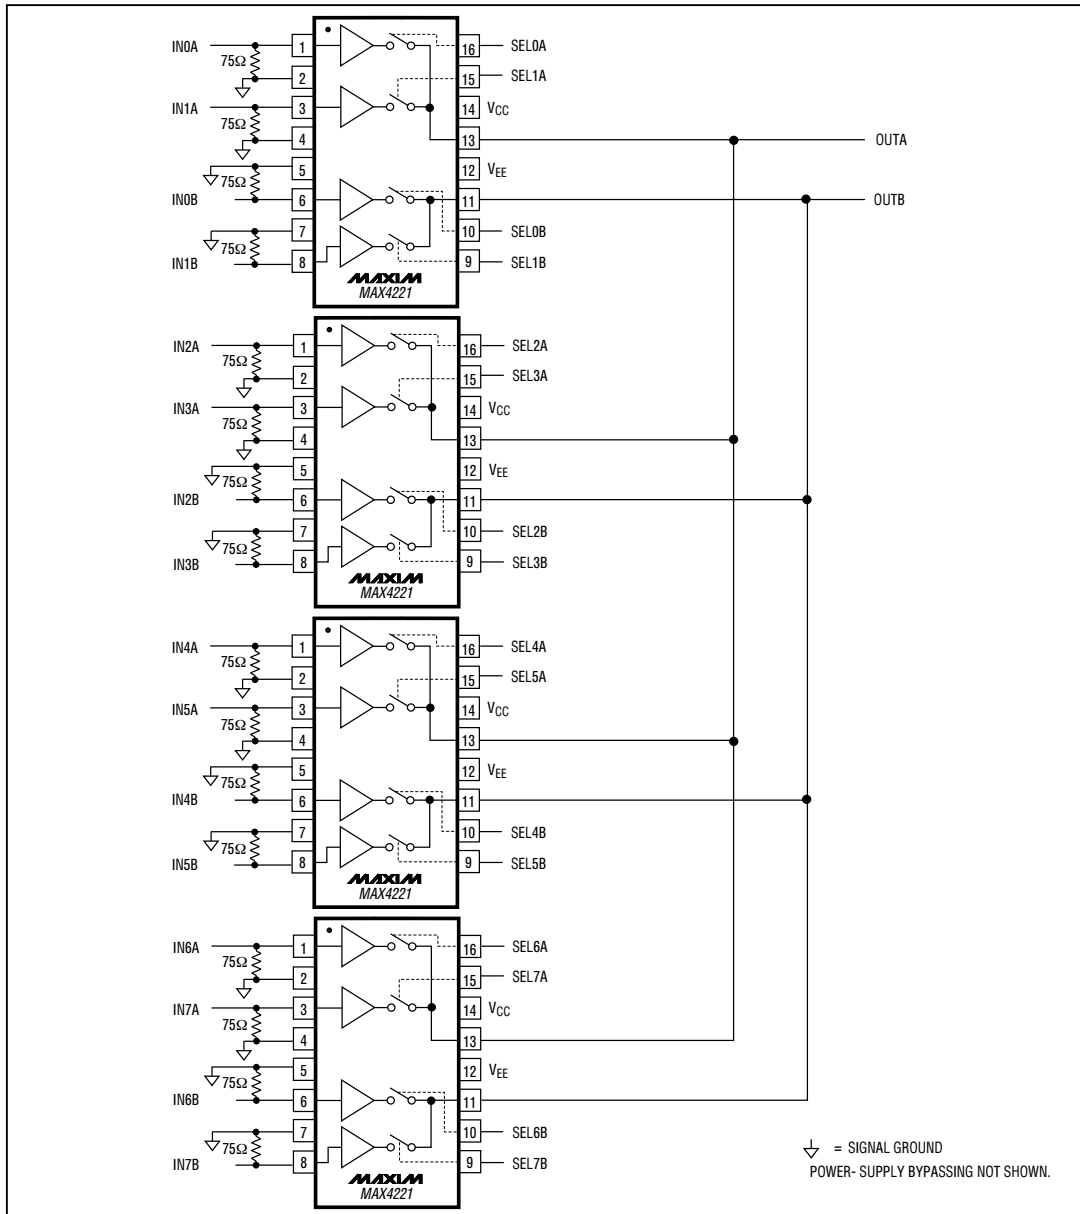 IN0A 75Ω 1 16 SEL0A
2 15 SEL1A
IN1A 75Ω 3 14 VCC
4 13 OUTA
75Ω 5 12 VEE
IN0B 6 11 OUTB
75Ω 7 10 SEL0B
IN1B 8 9 SEL1B
MAXIM
MAX4221
IN2A 75Ω 1 16 SEL2A
2 15 SEL3A
IN3A 75Ω 3 14 VCC
4 13
75Ω 5 12 VEE
IN2B 6 11
75Ω 7 10 SEL2B
IN3B 8 9 SEL3B
MAXIM
MAX4221
IN4A 75Ω 1 16 SEL4A
2 15 SEL5A
IN5A 75Ω 3 14 VCC
4 13
75Ω 5 12 VEE
IN4B 6 11
75Ω 7 10 SEL4B
IN5B 8 9 SEL5B
MAXIM
MAX4221
IN6A 75Ω 1 16 SEL6A
2 15 SEL7A
IN7A 75Ω 3 14 VCC
4 13
75Ω 5 12 VEE
IN6B 6 11
75Ω 7 10 SEL6B
IN7B 8 9 SEL7B
MAXIM
MAX4221
= SIGNAL GROUND
POWER- SUPPLY BYPASSING NOT SHOWN.